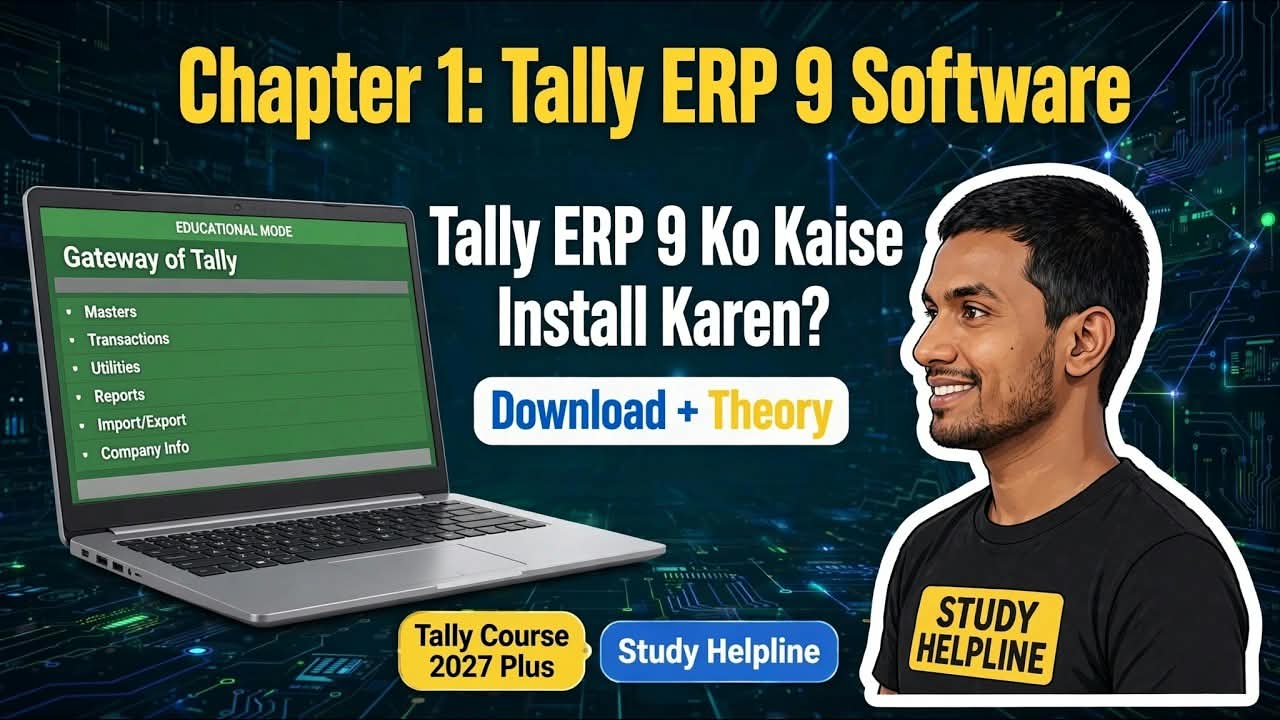 Chapter 1: Tally ERP 9 Software
EDUCATIONAL MODE
Gateway of Tally
• Masters
• Transactions
• Utilities
• Reports
• Import/Export
• Company Info
Tally ERP 9 Ko Kaise
Install Karen?
Download + Theory
STUDY
HELPLINE
Tally Course
2027 Plus
Study Helpline